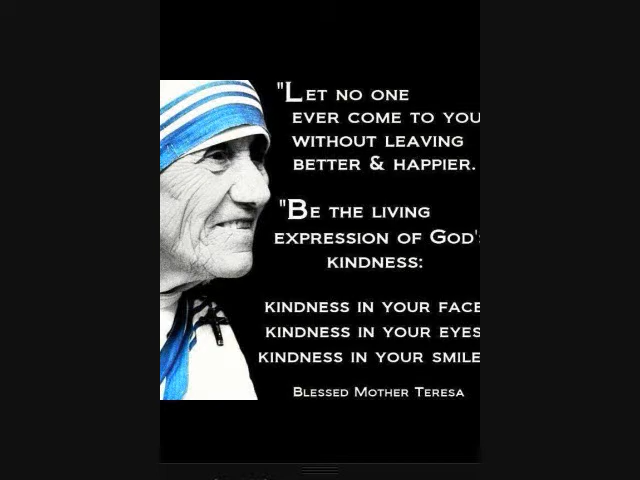 "Let no one
ever come to you
without leaving
better & happier.
"Be the living
expression of God's
kindness:
kindness in your face
kindness in your eyes
kindness in your smile
Blessed Mother Teresa